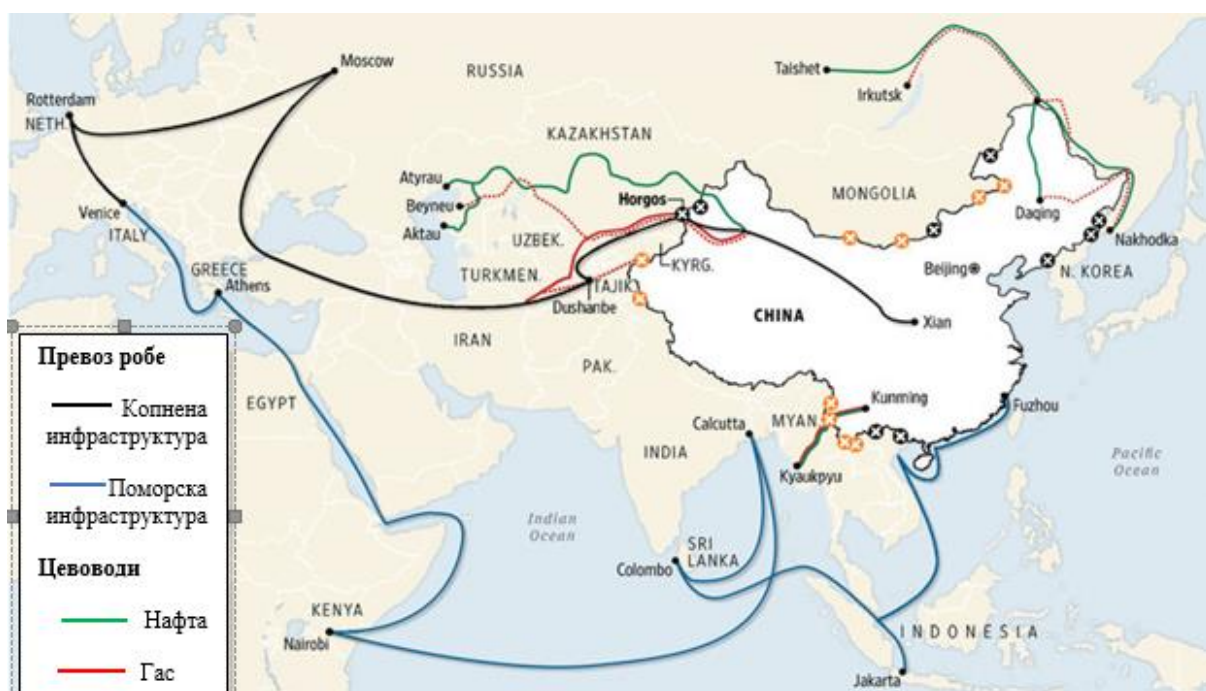 Moscow
RUSSIA
Taishet
Irkutsk
Rotterdam
NETH.
KAZAKHSTAN
Atyrau
Beyneu
Aktau
Horgos
MONGOLIA
Daqing
Nakhodka
Venice
ITALY
UZBEK.
TURKMEN.
KYRG.
TAJIK.
Dushanbe
Beijing
N. KOREA
GREECE
Athens
CHINA
Xian
IRAN
PAK.
EGYPT
Calcutta
MYAN
Kunming
Fuzhou
INDIA
Kyaukpyu
Pacific
Ocean
Indian
Ocean
SRI
LANKA
Colombo
KENYA
Nairobi
INDONESIA
Jakarta
Превоз робе
Копнена
инфраструктура
Поморска
инфраструктура
Цевоводи
Нафта
Гас